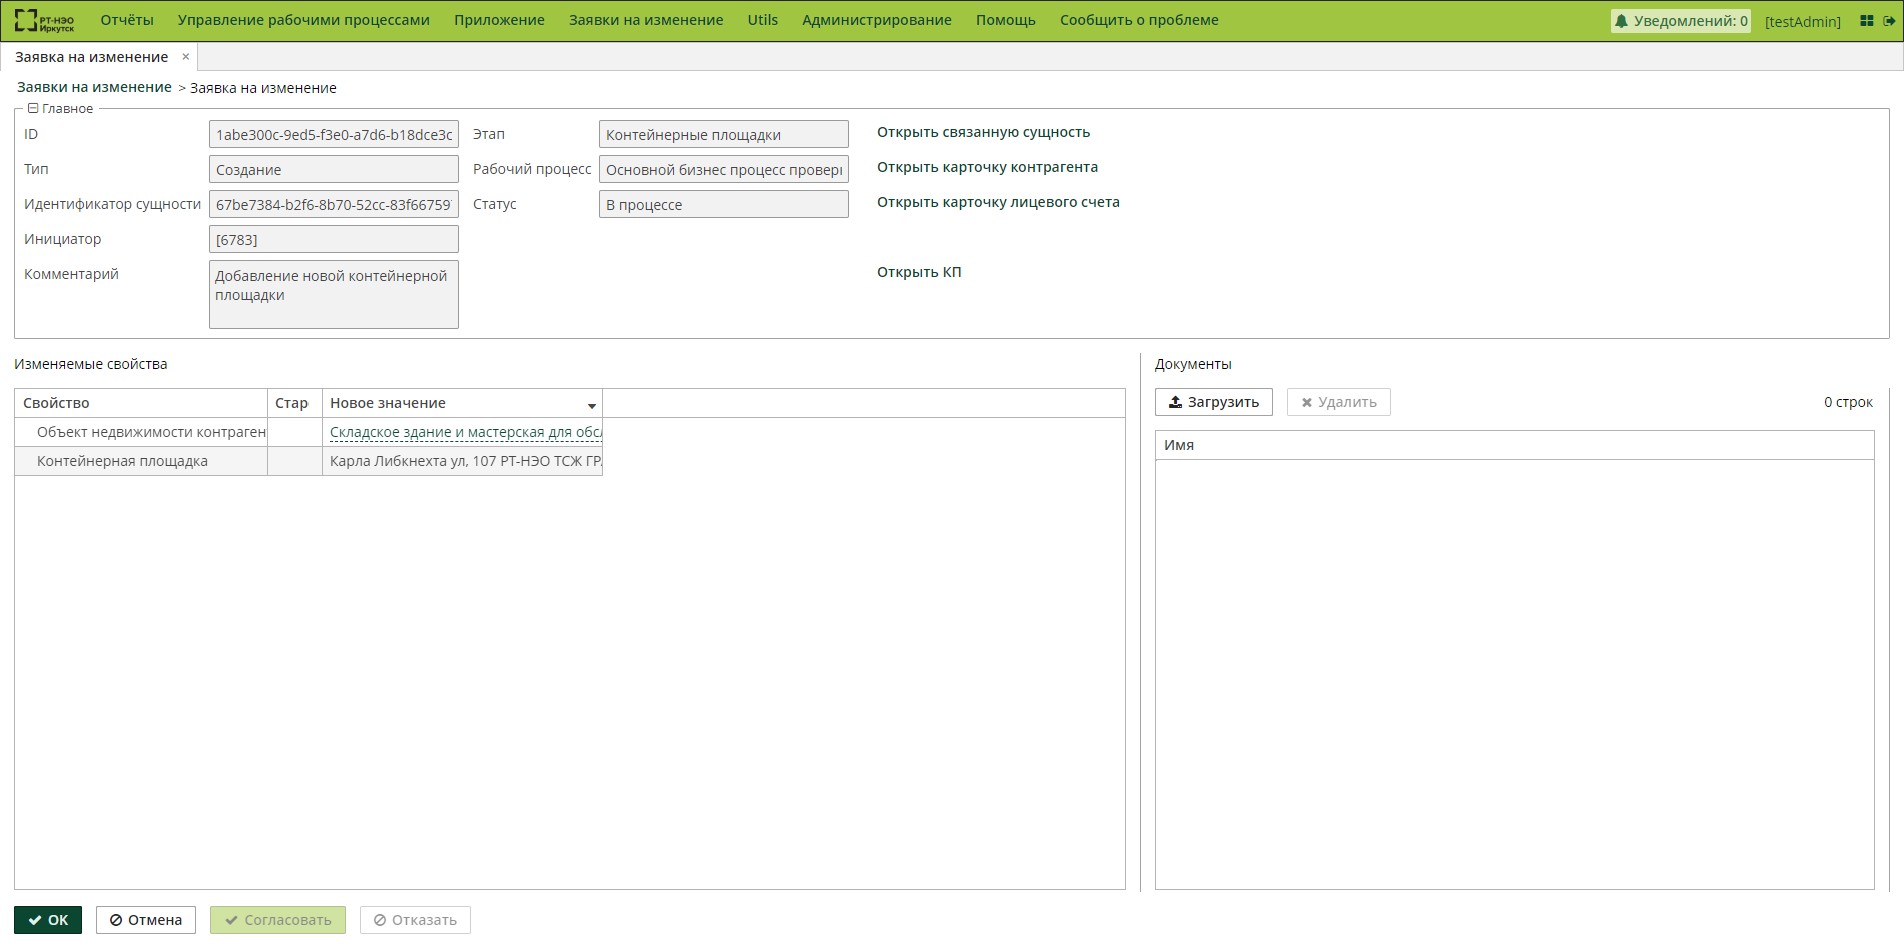 РТ-НЭО
Иркутск
Отчёты Управление рабочими процессами Приложение Заявки на изменение Utils Администрирование Помощь Сообщить о проблеме Уведомлений: 0 [testAdmin]
Заявка на изменение ×
Заявки на изменение > Заявка на изменение
Главное
ID 1abe300c-9ed5-f3e0-a7d6-b18dce3c Этап Контейнерные площадки Открыть связанную сущность
Тип Создание Рабочий процесс Основной бизнес процесс Открыть карточку контрагента
Идентификатор сущности 67be7384-b2f6-8b70-52cc-83f66759 Статус В процессе Открыть карточку лицевого счета
Инициатор [6783]
Комментарий Добавление новой контейнерной Открыть КП
площадки
Изменяемые свойства
Документы
Загрузить Удалить 0 строк
Свойство Стар Новое значение
Объект недвижимости контраген Складское здание и мастерская для обс
Контейнерная площадка Карла Либкнехта ул, 107 РТ-НЭО ТСЖ ГР
Имя
OK Отмена Согласовать Отказать